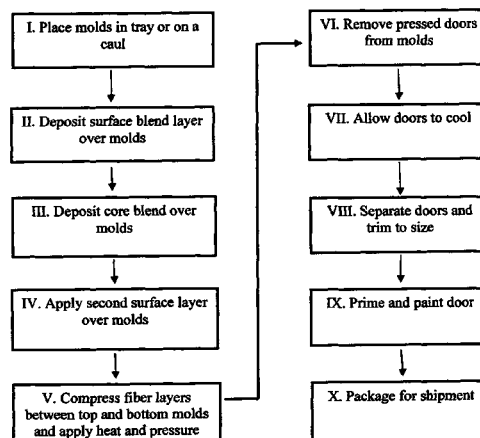 I. Place molds in tray or on a
caul
II. Deposit surface blend layer
over molds
III. Deposit core blend over
molds
IV. Apply second surface layer
over molds
V. Compress fiber layers
between top and bottom molds
and apply heat and pressure
VI. Remove pressed doors
from molds
VII. Allow doors to cool
VIII. Separate doors and
trim to size
IX. Prime and paint door
X. Package for shipment